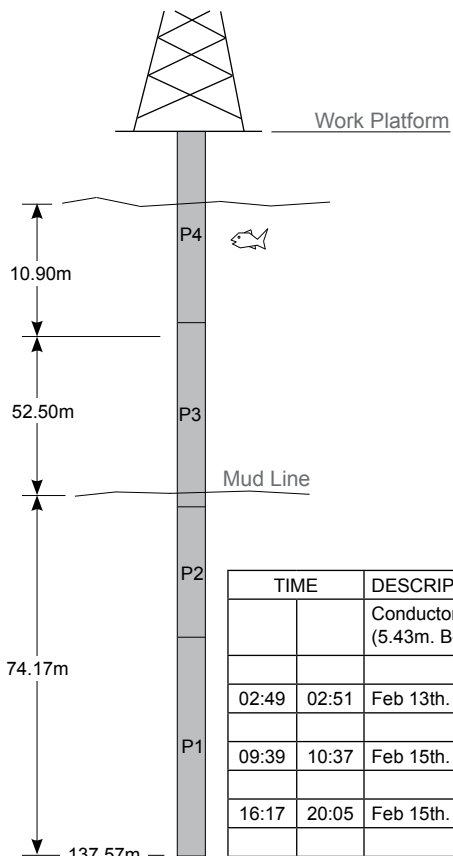 Work Platform
P4
10.90m
52.50m
P3
Mud Line
P2
TIME DESCRIP
Conductor
(5.43m. B
74.17m
02:49 02:51 Feb 13th.
P1
09:39 10:37 Feb 15th.
16:17 20:05 Feb 15th.
137.57m